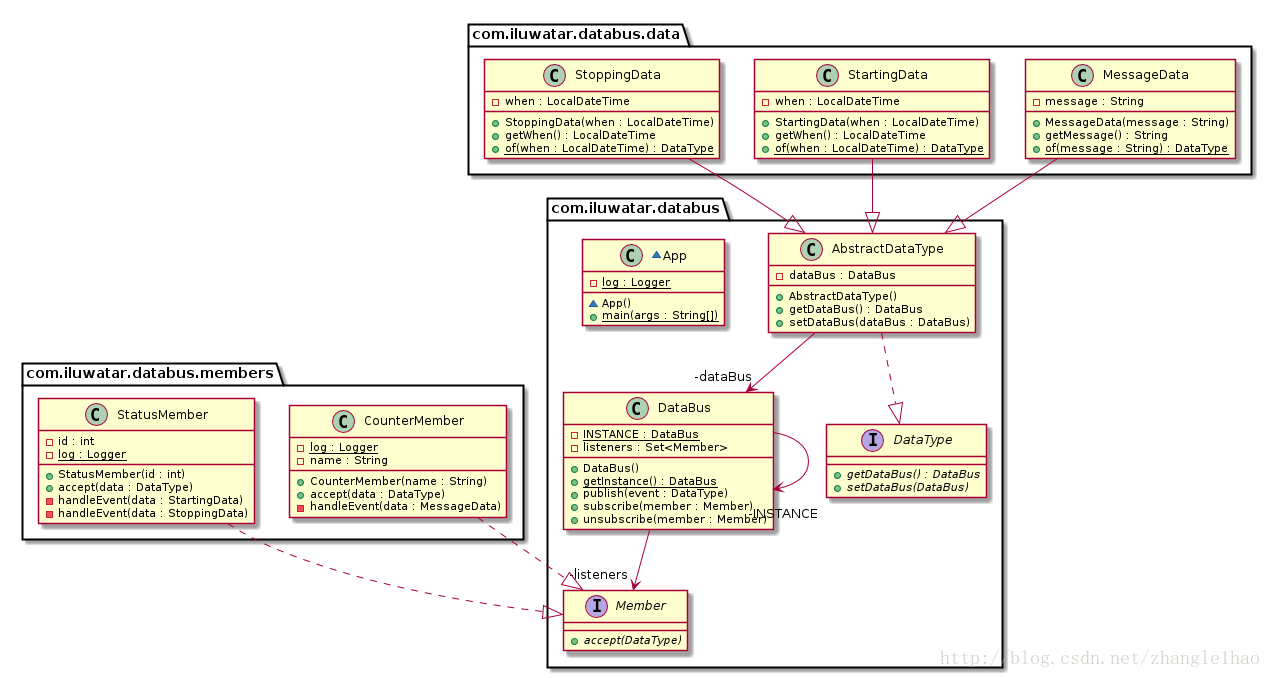 com.iluwatar.databus.data
C StoppingData
when : LocalDateTime
StoppingData(when : LocalDateTime)
getWhen() : LocalDateTime
of(when : LocalDateTime) : DataType
C StartingData
when : LocalDateTime
StartingData(when : LocalDateTime)
getWhen() : LocalDateTime
of(when : LocalDateTime) : DataType
C MessageData
message : String
MessageData(message : String)
getMessage() : String
of(message : String) : DataType
com.iluwatar.databus
C App
log : Logger
App()
main(args : String[])
C AbstractDataType
dataBus : DataBus
AbstractDataType()
getDataBus() : DataBus
setDataBus(dataBus : DataBus)
-dataBus
com.iluwatar.databus.members
C StatusMember
id : int
log : Logger
StatusMember(id : int)
accept(data : DataType)
handleEvent(data : StartingData)
handleEvent(data : StoppingData)
C CounterMember
log : Logger
name : String
CounterMember(name : String)
accept(data : DataType)
handleEvent(data : MessageData)
C DataBus
INSTANCE : DataBus
listeners : Set<Member>
DataBus()
getInstance() : DataBus
publish(event : DataType)
subscribe(member : Member)
unsubscribe(member : Member)
-INSTANCE
I DataType
getDataBus() : DataBus
setDataBus(DataBus)
-listeners
I Member
accept(DataType)
http://blog.csdn.net/zhanglelhao